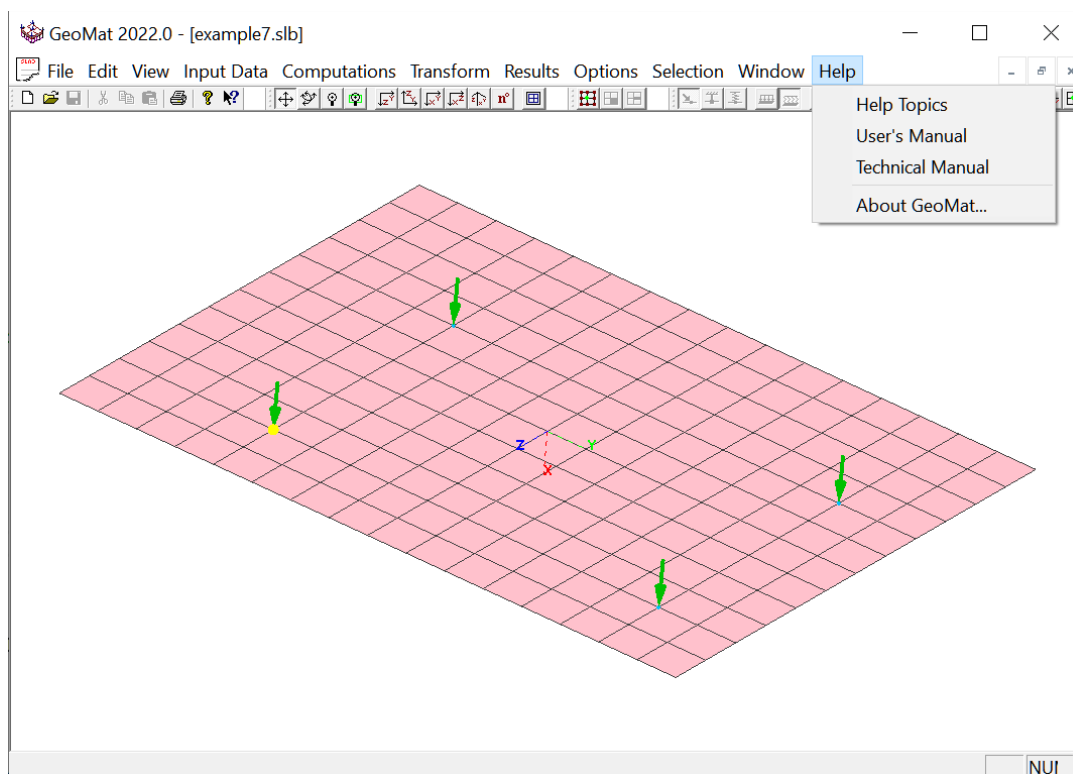 GeoMat 2022.0 - [example7.slb]
File Edit View Input Data Computations Transform Results Options Selection Window Help
Help Topics
User's Manual
Technical Manual
About GeoMat...
Z Y
X